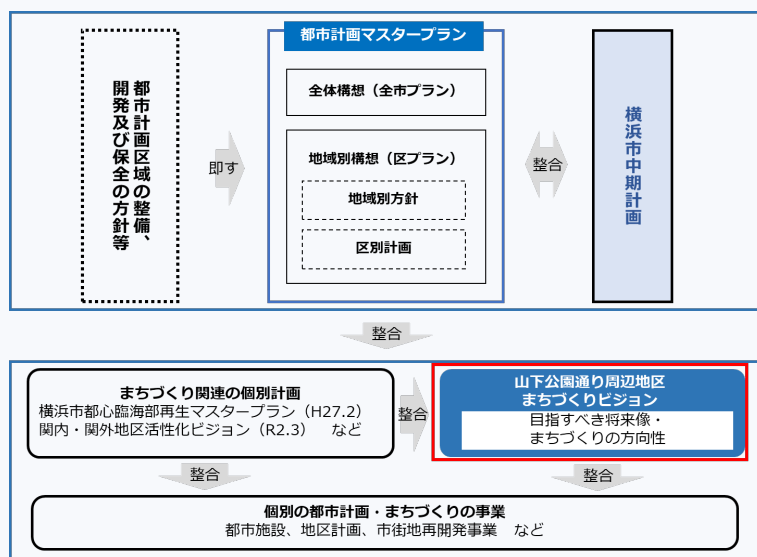 都市計画区域の整備、
開発及び保全の方針等
即す
都市計画マスタープラン
全体構想（全市プラン）
地域別構想（区プラン）
地域別方針
区別計画
整合
横浜市中期計画
整合
まちづくり関連の個別計画
横浜市都心臨海部再生マスタープラン（H27.2）
関内・関外地区活性化ビジョン（R2.3）　など
整合
山下公園通り周辺地区
まちづくりビジョン
目指すべき将来像・
まちづくりの方向性
整合
整合
個別の都市計画・まちづくりの事業
都市施設、地区計画、市街地再開発事業　など